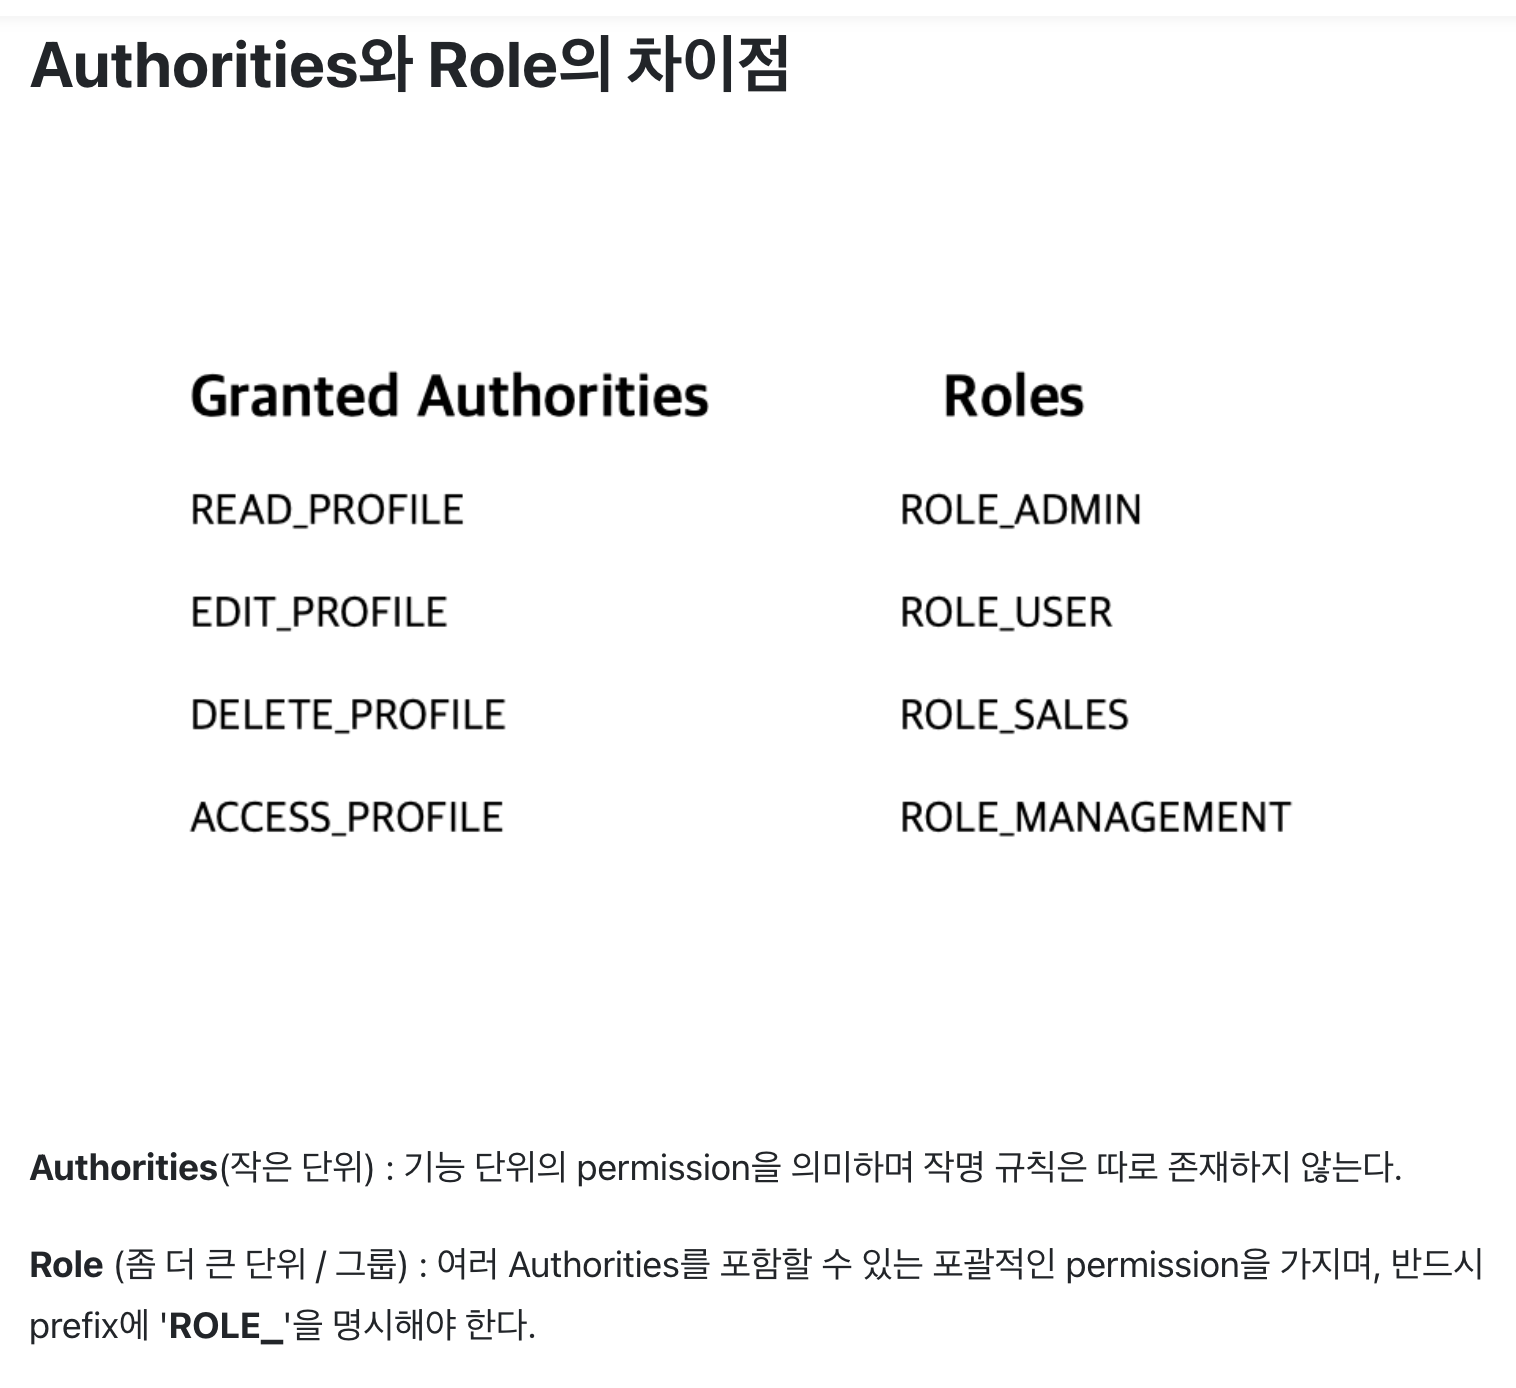 Authorities와 Role의 차이점
Granted Authorities
Roles
READ_PROFILE
ROLE_ADMIN
EDIT_PROFILE
ROLE_USER
DELETE_PROFILE
ROLE_SALES
ACCESS_PROFILE
ROLE_MANAGEMENT
Authorities(작은 단위) : 기능 단위의 permission을 의미하며 작명 규칙은 따로 존재하지 않는다.
Role (좀 더 큰 단위 / 그룹) : 여러 Authorities를 포함할 수 있는 포괄적인 permission을 가지며, 반드시
prefix에 'ROLE_'을 명시해야 한다.